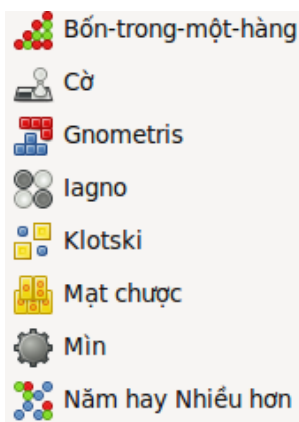 Bốn-trong-một-hàng
Cờ
Gnometris
Iagno
Klotski
Mạt chược
Mìn
Năm hay Nhiều hơn